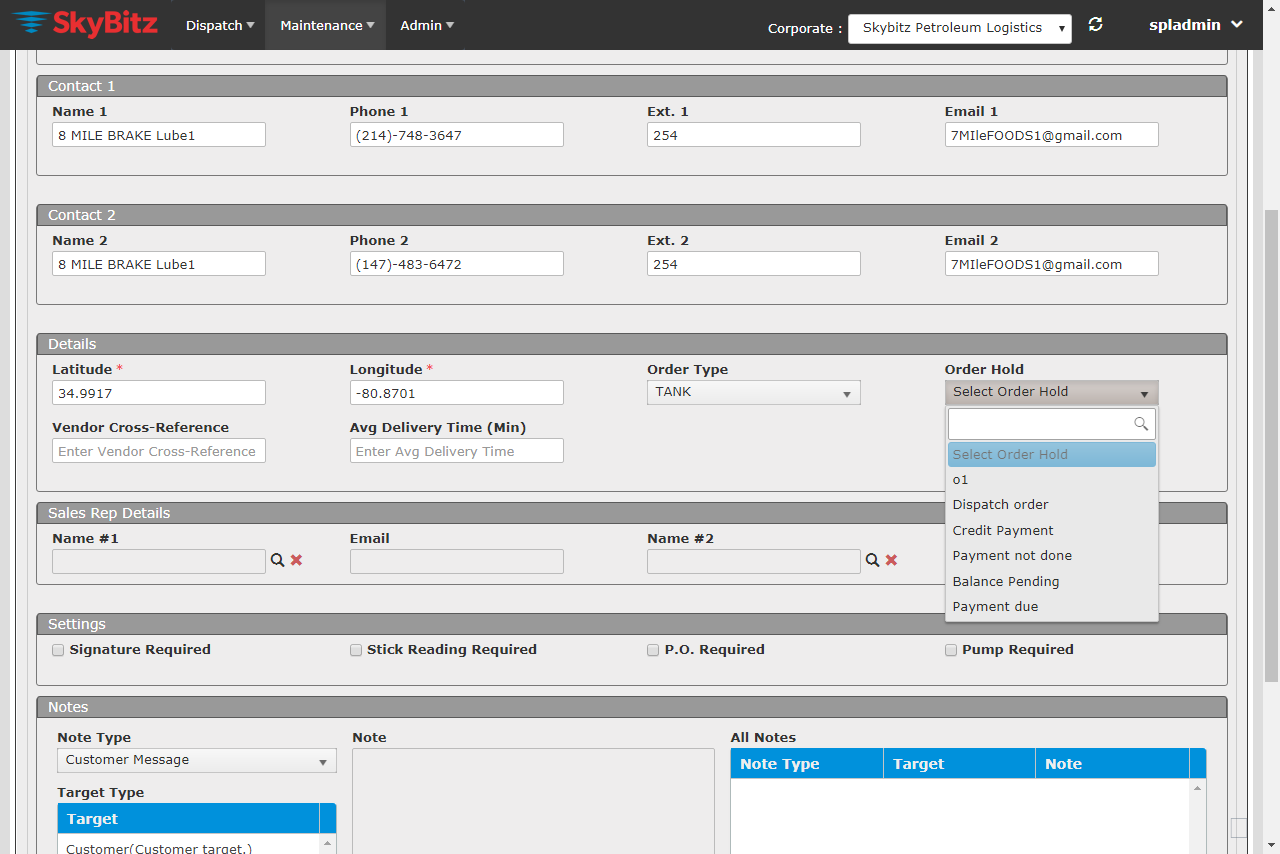 SkyBitz Dispatch Maintenance Admin Corporate : Skybitz Petroleum Logistics spladmin
Contact 1
Name 1 Phone 1 Ext. 1 Email 1
8 MILE BRAKE Lube1 (214)-748-3647 254 7MIleFOODS1@gmail.com
Contact 2
Name 2 Phone 2 Ext. 2 Email 2
8 MILE BRAKE Lube1 (147)-483-6472 254 7MIleFOODS1@gmail.com
Details
Latitude * Longitude * Order Type Order Hold
34.9917 -80.8701 TANK Select Order Hold
Vendor Cross-Reference Avg Delivery Time (Min)
Enter Vendor Cross-Reference Enter Avg Delivery Time
Select Order Hold
o1
Dispatch order
Credit Payment
Payment not done
Balance Pending
Payment due
Sales Rep Details
Name #1 Email Name #2
Settings
Signature Required Stick Reading Required P.O. Required Pump Required
Notes
Note Type Note All Notes
Customer Message Note Type Target Note
Target Type
Target
Customer(Customer target.)